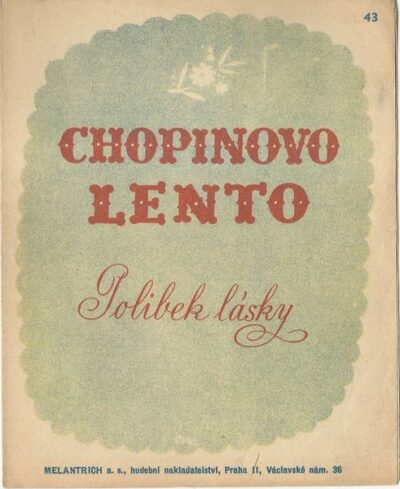 43
CHOPINOVO
LENTO
Polibek lásky
MELANTRICH a. s., hudební nakladatelství, Praha II, Václavské nám. 36